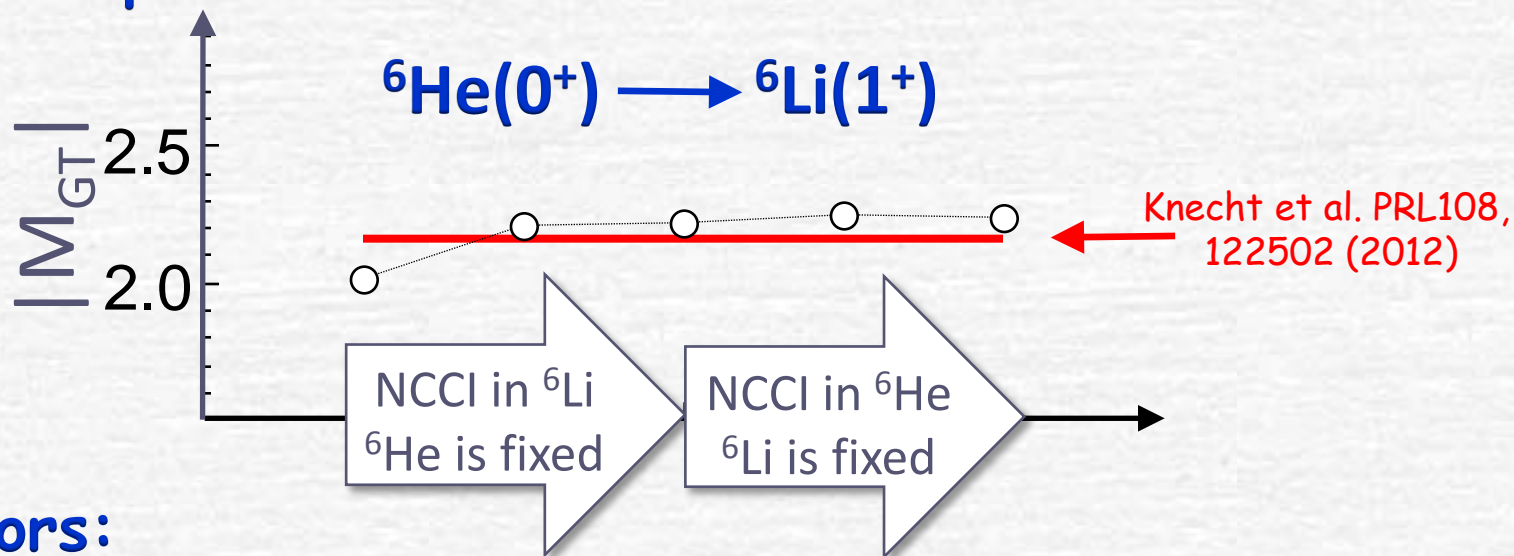 ⁶He(0⁺) → ⁶Li(1⁺)
|M_GT|
2.5
2.0
Knecht et al. PRL108,
122502 (2012)
NCCI in ⁶Li
⁶He is fixed
NCCI in ⁶He
⁶Li is fixed
ors: